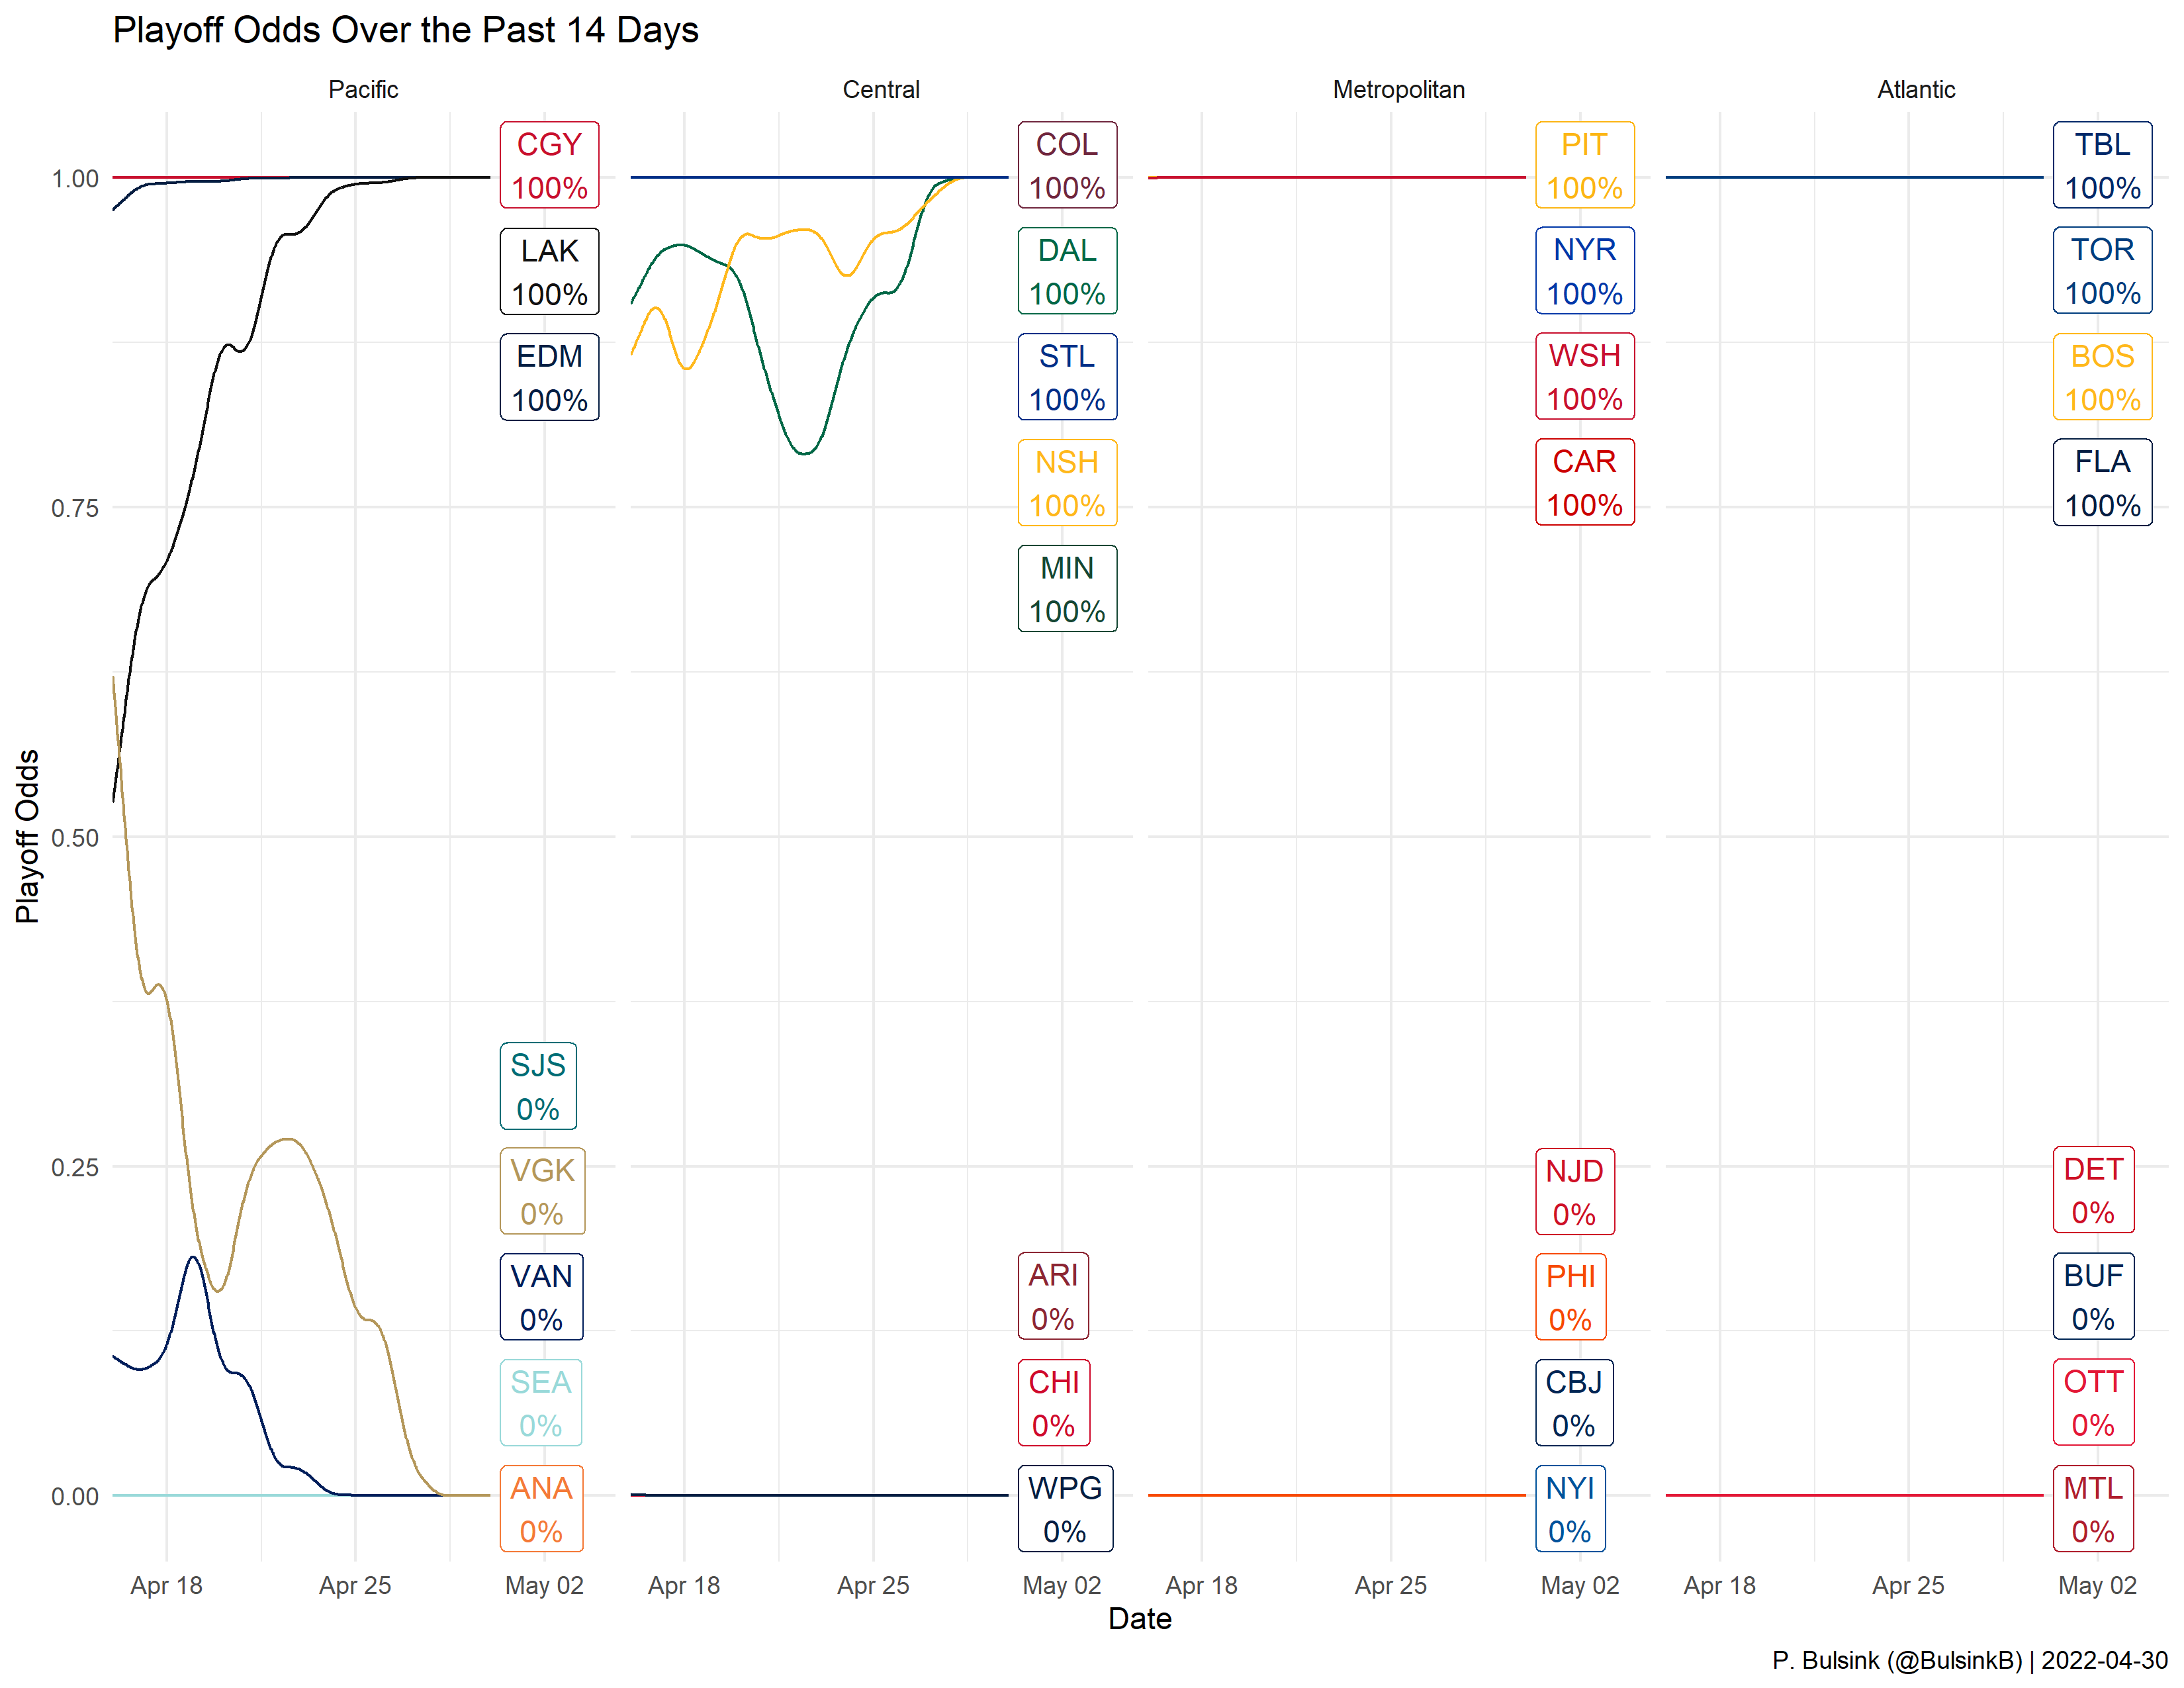 Playoff Odds Over the Past 14 Days
Pacific
Central
Metropolitan
Atlantic
Playoff Odds
1.00
0.75
0.50
0.25
0.00
CGY
100%
LAK
100%
EDM
100%
SJS
0%
VGK
0%
VAN
0%
SEA
0%
ANA
0%
COL
100%
DAL
100%
STL
100%
NSH
100%
MIN
100%
ARI
0%
CHI
0%
WPG
0%
PIT
100%
NYR
100%
WSH
100%
CAR
100%
NJD
0%
PHI
0%
CBJ
0%
NYI
0%
TBL
100%
TOR
100%
BOS
100%
FLA
100%
DET
0%
BUF
0%
OTT
0%
MTL
0%
Apr 18
Apr 25
May 02
Apr 18
Apr 25
May 02
Apr 18
Apr 25
May 02
Apr 18
Apr 25
May 02
Date
P. Bulsink (@BulsinkB) | 2022-04-30